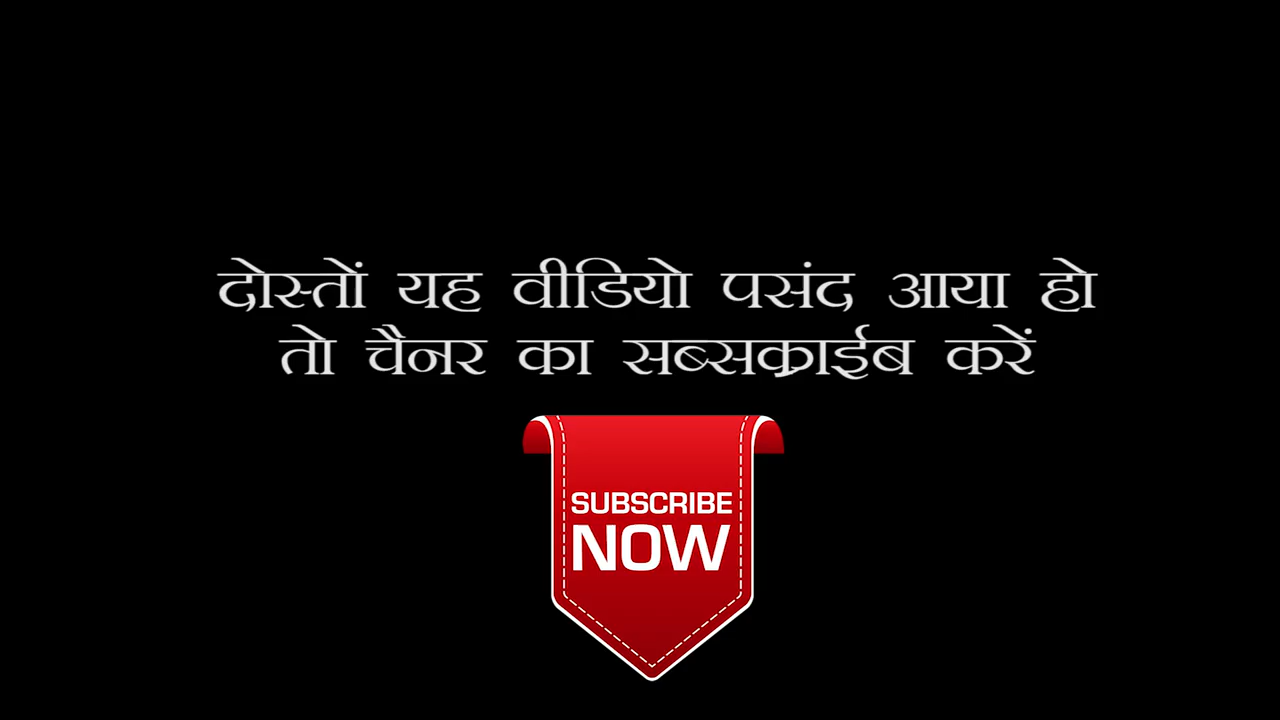 दोस्तों यह वीडियो पसंद आया हो
तो चैनर का सब्सक्राईब करें
SUBSCRIBE
NOW